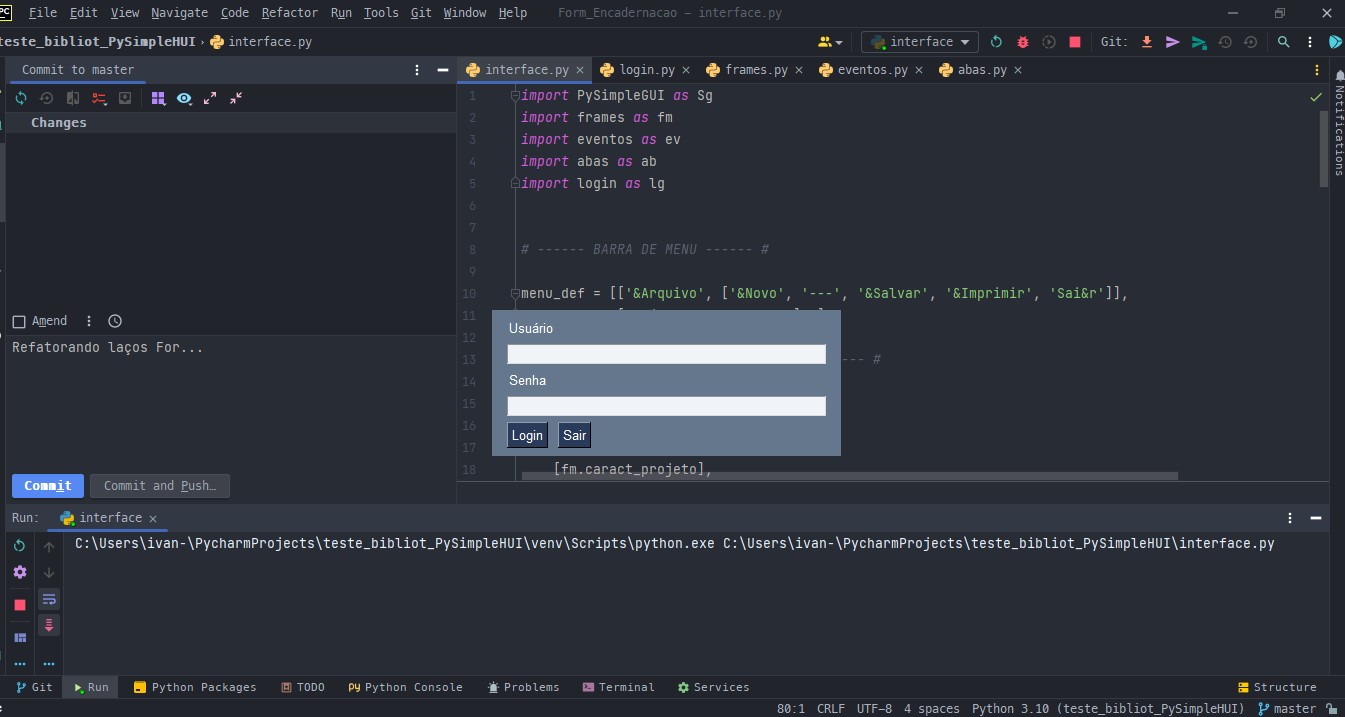 PC File Edit View Navigate Code Refactor Run Tools Git Window Help Form_Encadernacao – interface.py
teste_bibliot_PySimpleHUI › interface.py interface Git:
Commit to master
interface.py × login.py × frames.py × eventos.py × abas.py ×
Notifications
Changes
1 import PySimpleGUI as Sg
2 import frames as fm
3 import eventos as ev
4 import abas as ab
5 import login as lg
6
7
8 # ------ BARRA DE MENU ------ #
9
10 menu_def = [['&Arquivo', ['&Novo', '---', '&Salvar', '&Imprimir', 'Sai&r']],
11
12
13 --- #
14
15
16
17
18 [fm.caract_projeto],
Amend
Refatorando laços For...
Commit Commit and Push…
Usuário
Senha
Login Sair
Run: interface ×
C:\Users\ivan-\PycharmProjects\teste_bibliot_PySimpleHUI\venv\Scripts\python.exe C:\Users\ivan-\PycharmProjects\teste_bibliot_PySimpleHUI\interface.py
Git Run Python Packages TODO Python Console Problems Terminal Services Structure
80:1 CRLF UTF-8 4 spaces Python 3.10 (teste_bibliot_PySimpleHUI) master